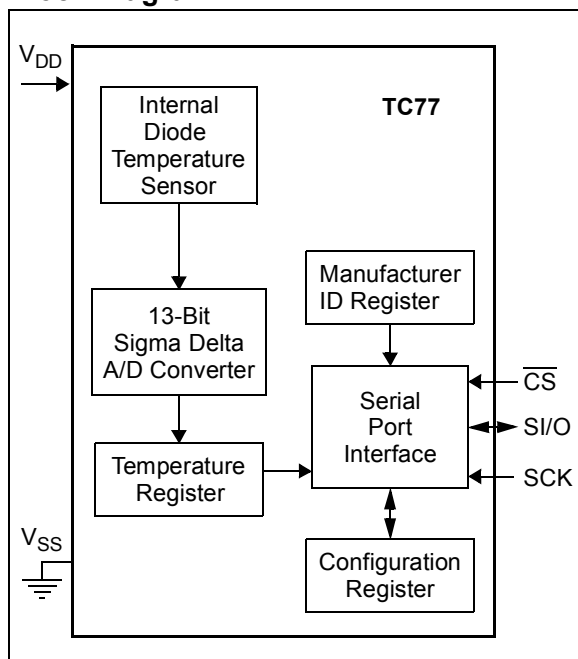 V_DD
Internal
Diode
Temperature
Sensor
TC77
Manufacturer
ID Register
13-Bit
Sigma Delta
A/D Converter
Serial
Port
Interface
C̅S̅
SI/O
SCK
Temperature
Register
V_SS
Configuration
Register